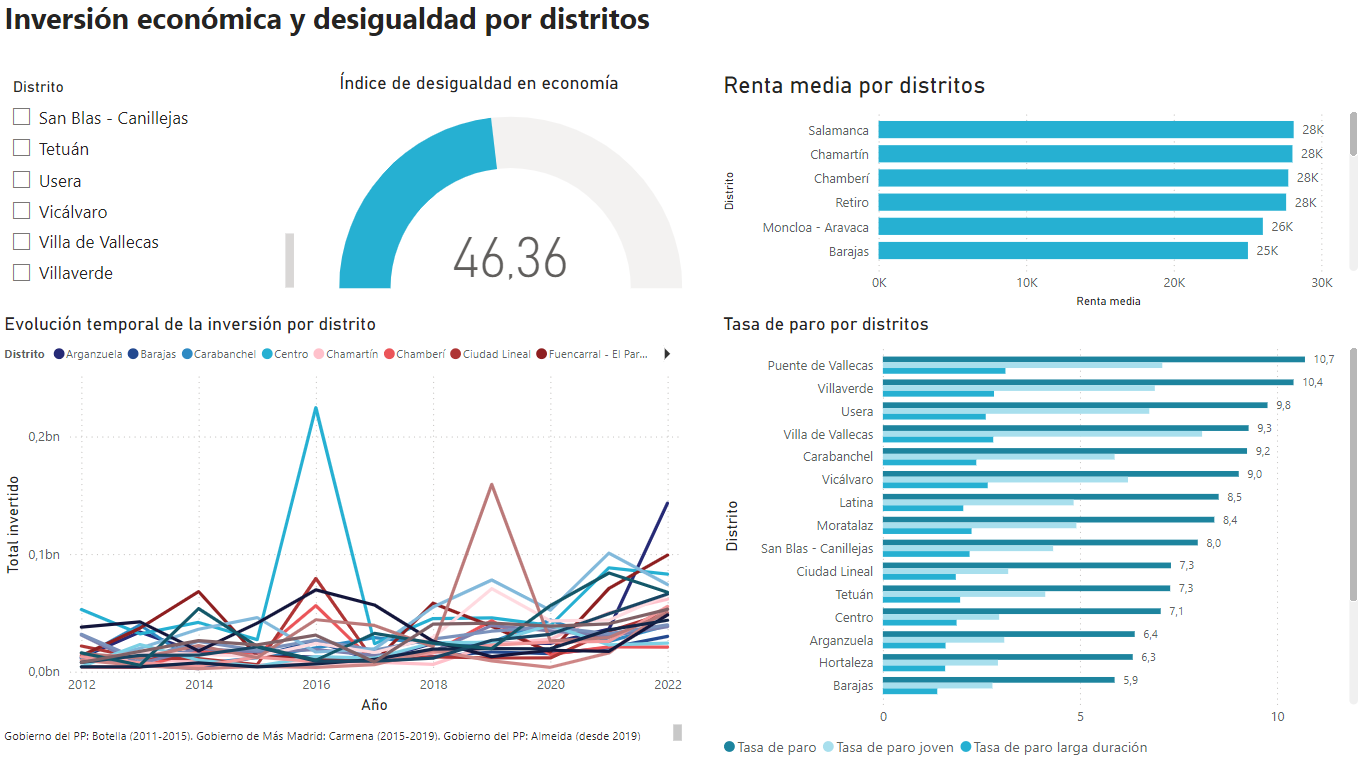 Inversión económica y desigualdad por distritos
Distrito
San Blas - Canillejas
Tetuán
Usera
Vicálvaro
Villa de Vallecas
Villaverde
Índice de desigualdad en economía
46,36
Renta media por distritos
Distrito
Salamanca 28K
Chamartín 28K
Chamberí 28K
Retiro 28K
Moncloa - Aravaca 26K
Barajas 25K
0K 10K 20K 30K
Renta media
Evolución temporal de la inversión por distrito
Distrito Arganzuela Barajas Carabanchel Centro Chamartín Chamberí Ciudad Lineal Fuencarral - El Par...
Total invertido
0,2bn
0,1bn
0,0bn
2012 2014 2016 2018 2020 2022
Año
Gobierno del PP: Botella (2011-2015). Gobierno de Más Madrid: Carmena (2015-2019). Gobierno del PP: Almeida (desde 2019)
Tasa de paro por distritos
Distrito
Puente de Vallecas 10,7
Villaverde 10,4
Usera 9,8
Villa de Vallecas 9,3
Carabanchel 9,2
Vicálvaro 9,0
Latina 8,5
Moratalaz 8,4
San Blas - Canillejas 8,0
Ciudad Lineal 7,3
Tetuán 7,3
Centro 7,1
Arganzuela 6,4
Hortaleza 6,3
Barajas 5,9
0 5 10
Tasa de paro Tasa de paro joven Tasa de paro larga duración